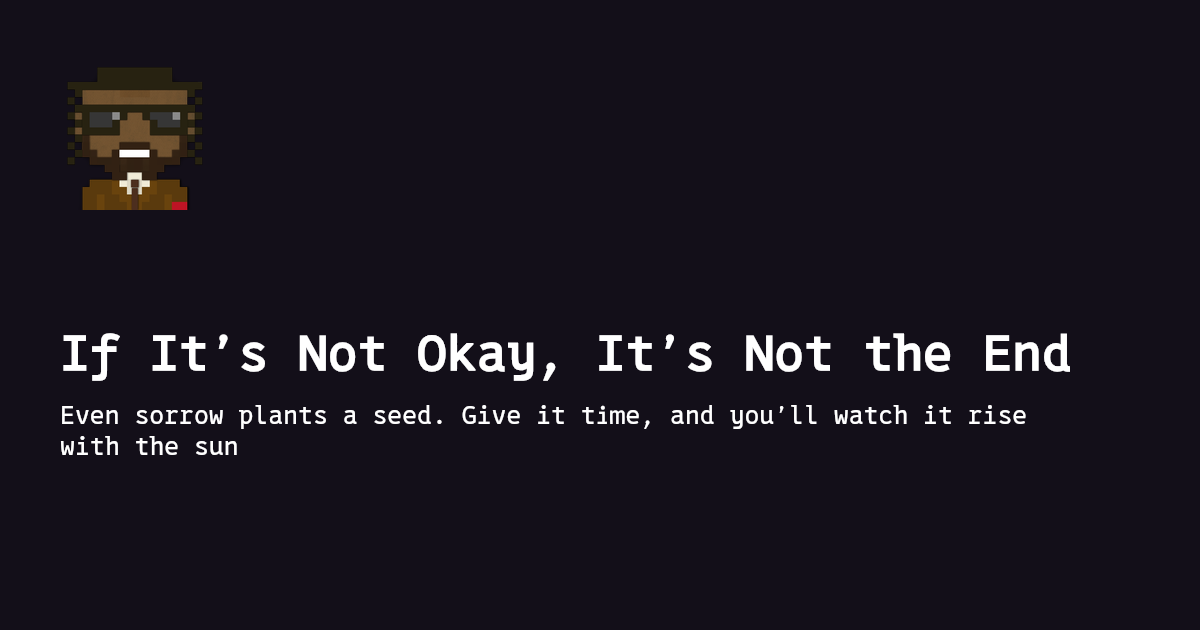 If It’s Not Okay, It’s Not the End
Even sorrow plants a seed. Give it time, and you’ll watch it rise
with the sun